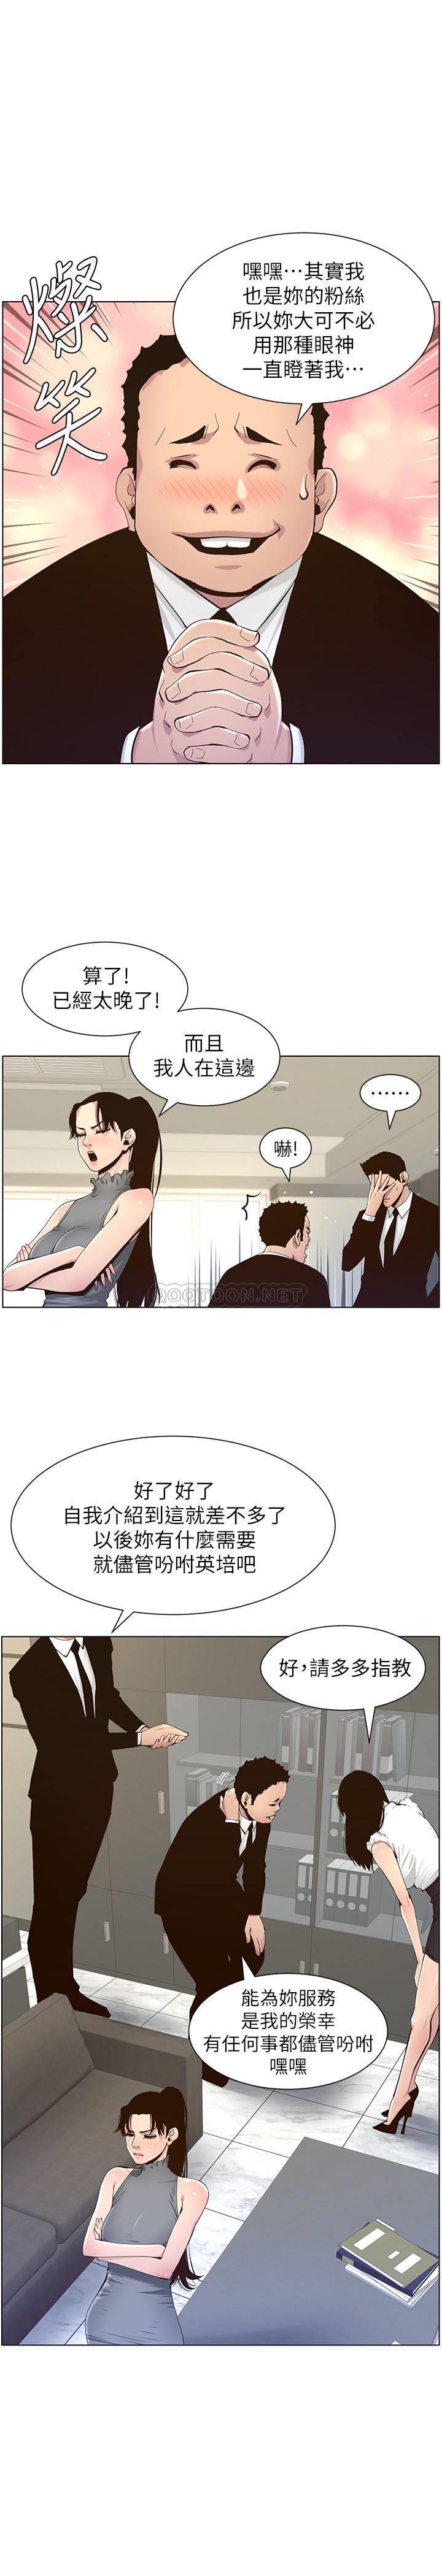 燦笑
嘿嘿…其實我
也是妳的粉絲
所以妳大可不必
用那種眼神
一直瞪著我…
算了!
已經太晚了!
而且
我人在這邊
……
嚇!
QOOTOON.NET
好了好了
自我介紹到這就差不多了
以後妳有什麼需要
就儘管吩咐英培吧
好,請多多指教
能為妳服務
是我的榮幸
有任何事都儘管吩咐
嘿嘿